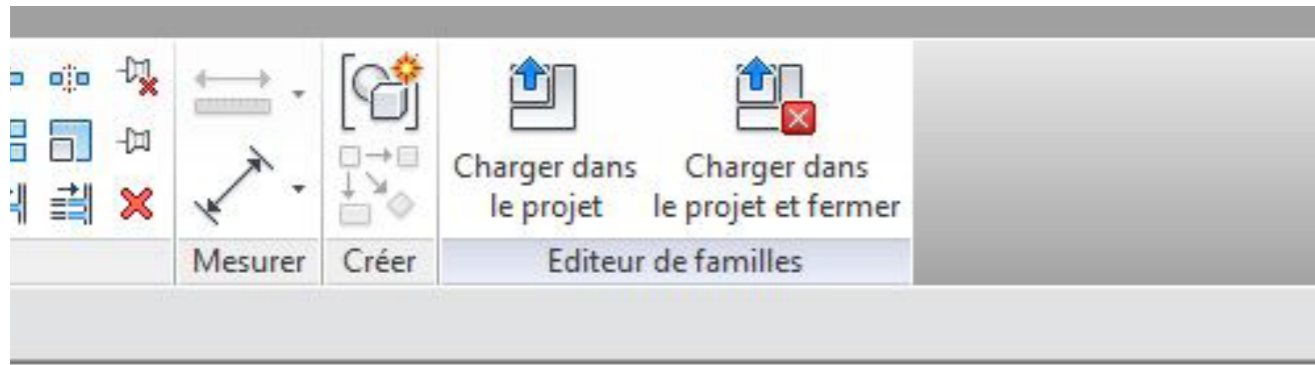 Charger dans
le projet
Charger dans
le projet et fermer
Mesurer
Créer
Editeur de familles